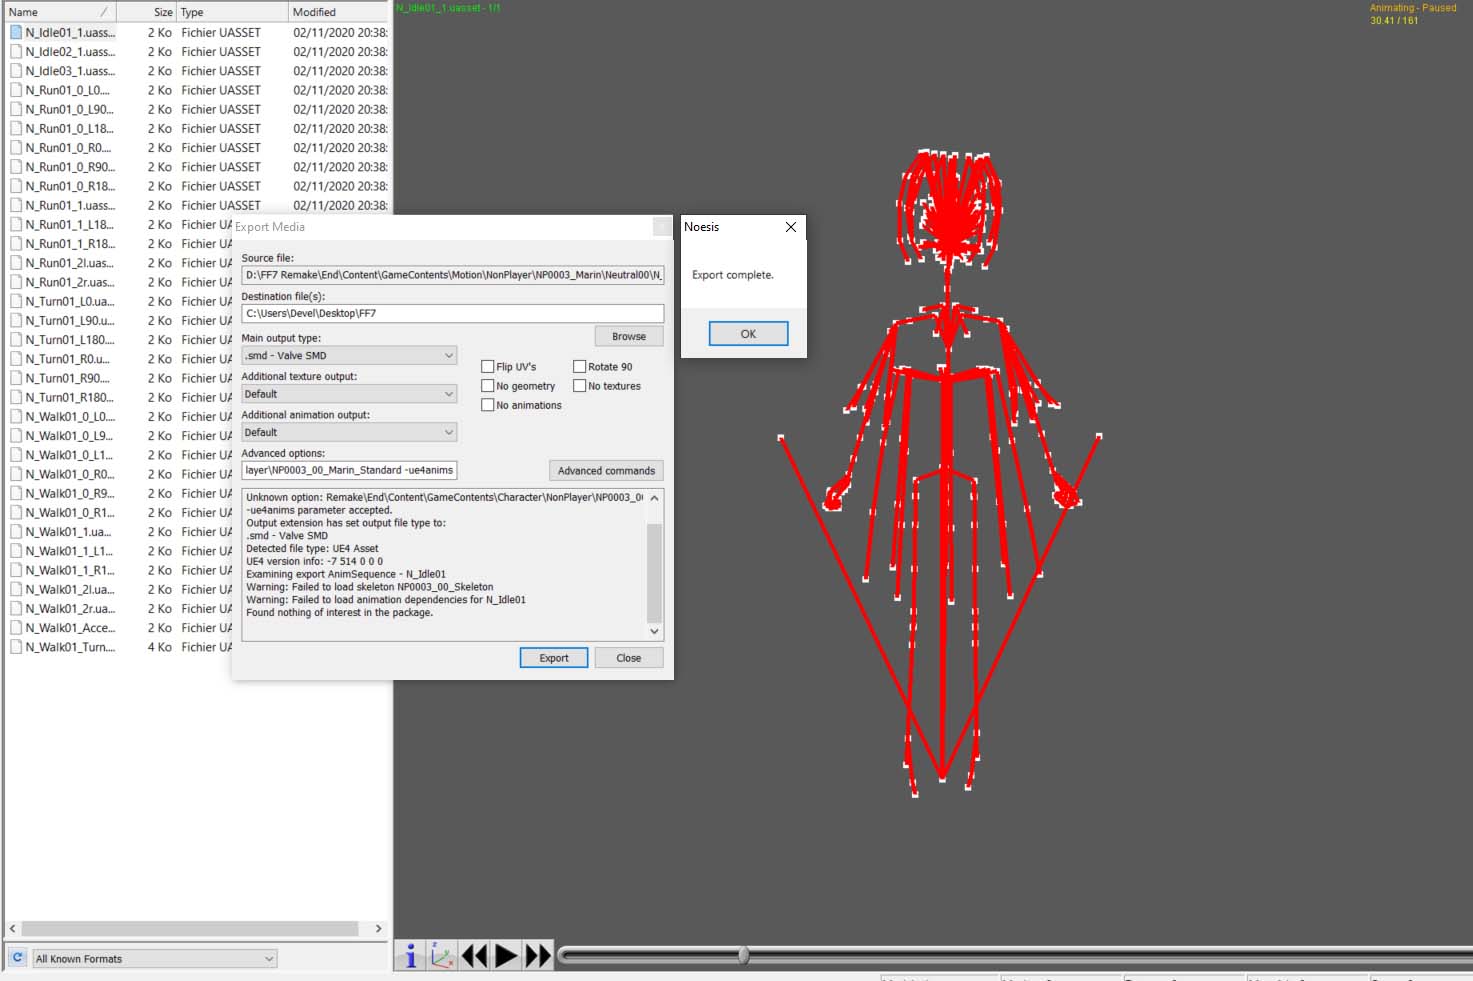 Name Size Type Modified
N_Idle01_1.uass... 2 Ko Fichier UASSET 02/11/2020 20:38:
N_Idle02_1.uass... 2 Ko Fichier UASSET 02/11/2020 20:38:
N_Idle03_1.uass... 2 Ko Fichier UASSET 02/11/2020 20:38:
N_Run01_0_L0.... 2 Ko Fichier UASSET 02/11/2020 20:38:
N_Run01_0_L90... 2 Ko Fichier UASSET 02/11/2020 20:38:
N_Run01_0_L18... 2 Ko Fichier UASSET 02/11/2020 20:38:
N_Run01_0_R0.... 2 Ko Fichier UASSET 02/11/2020 20:38:
N_Run01_0_R90... 2 Ko Fichier UASSET 02/11/2020 20:38:
N_Run01_0_R18... 2 Ko Fichier UASSET 02/11/2020 20:38:
N_Run01_1.uass... 2 Ko Fichier UASSET 02/11/2020 20:38:
N_Run01_1_L18... 2 Ko Fichier UA
N_Run01_1_R18... 2 Ko Fichier UA
N_Run01_2l.uas... 2 Ko Fichier UA
N_Run01_2r.uas... 2 Ko Fichier UA
N_Turn01_L0.ua... 2 Ko Fichier UA
N_Turn01_L90.u... 2 Ko Fichier UA
N_Turn01_L180.... 2 Ko Fichier UA
N_Turn01_R0.u... 2 Ko Fichier UA
N_Turn01_R90.... 2 Ko Fichier UA
N_Turn01_R180... 2 Ko Fichier UA
N_Walk01_0_L0.... 2 Ko Fichier UA
N_Walk01_0_L9... 2 Ko Fichier UA
N_Walk01_0_L1... 2 Ko Fichier UA
N_Walk01_0_R0... 2 Ko Fichier UA
N_Walk01_0_R9... 2 Ko Fichier UA
N_Walk01_0_R1... 2 Ko Fichier UA
N_Walk01_1.ua... 2 Ko Fichier UA
N_Walk01_1_L1... 2 Ko Fichier UA
N_Walk01_1_R1... 2 Ko Fichier UA
N_Walk01_2l.ua... 2 Ko Fichier UA
N_Walk01_2r.ua... 2 Ko Fichier UA
N_Walk01_Acce... 2 Ko Fichier UA
N_Walk01_Turn.... 4 Ko Fichier UA
All Known Formats
N_Idle01_1.uasset - 1/1
Animating - Paused
30.41 / 161
Export Media
Source file:
D:\FF7 Remake\End\Content\GameContents\Motion\NonPlayer\NP0003_Marin\Neutral00\N_
Destination file(s):
C:\Users\Devel\Desktop\FF7
Browse
Main output type:
.smd - Valve SMD
Flip UV's Rotate 90
Additional texture output:
No geometry No textures
Default
No animations
Additional animation output:
Default
Advanced options:
layer\NP0003_00_Marin_Standard -ue4anims
Advanced commands
Unknown option: Remake\End\Content\GameContents\Character\NonPlayer\NP0003_0
-ue4anims parameter accepted.
Output extension has set output file type to:
.smd - Valve SMD
Detected file type: UE4 Asset
UE4 version info: -7 514 0 0 0
Examining export AnimSequence - N_Idle01
Warning: Failed to load skeleton NP0003_00_Skeleton
Warning: Failed to load animation dependencies for N_Idle01
Found nothing of interest in the package.
Export Close
Noesis
Export complete.
OK